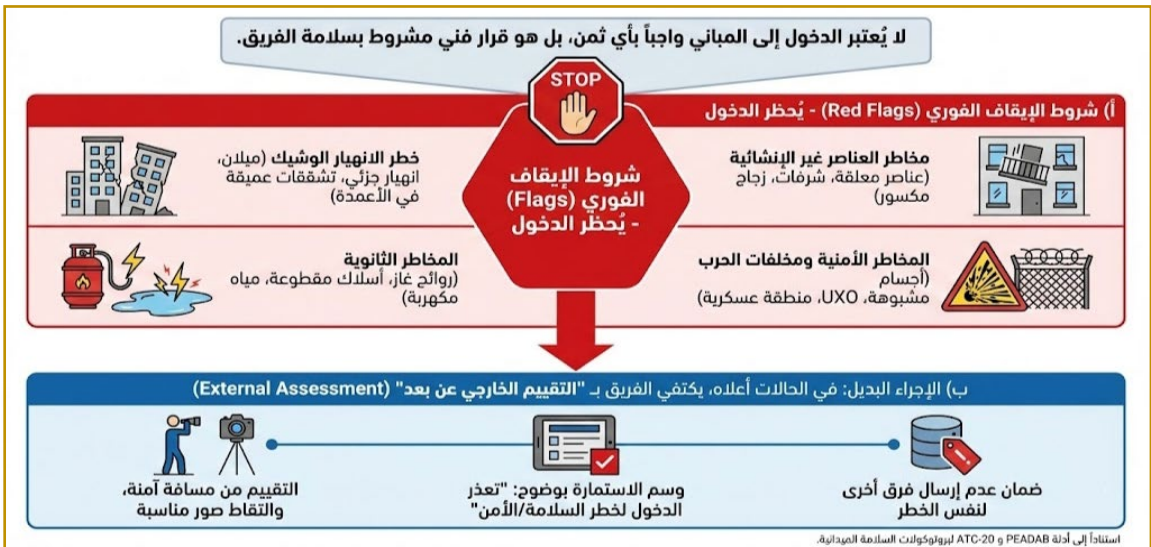 لا يُعتبر الدخول إلى المباني واجباً بأي ثمن، بل هو قرار فني مشروط بسلامة الفريق.
STOP
أ) شروط الإيقاف الفوري (Red Flags) - يُحظر الدخول
شروط الإيقاف
الفوري
(Flags)
- يُحظر الدخول
مخاطر العناصر غير الإنشائية
(عناصر معلقة، شرفات، زجاج
مكسور)
خطر الانهيار الوشيك (ميلان،
انهيار جزئي، تشققات عميقة
في الأعمدة)
المخاطر الأمنية ومخلفات الحرب
(أجسام
مشبوهة، UXO، منطقة عسكرية)
المخاطر الثانوية
(روائح غاز، أسلاك مقطوعة، مياه
مكهربة)
ب) الإجراء البديل: في الحالات أعلاه، يكتفي الفريق بـ "التقييم الخارجي عن بعد" (External Assessment)
ضمان عدم إرسال فرق أخرى
لنفس الخطر
وسم الاستمارة بوضوح: "تعذر
الدخول لخطر السلامة/الأمن"
التقييم من مسافة آمنة،
والتقاط صور مناسبة
استناداً إلى أدلة PEADAB و ATC-20 لبروتوكولات السلامة الميدانية.